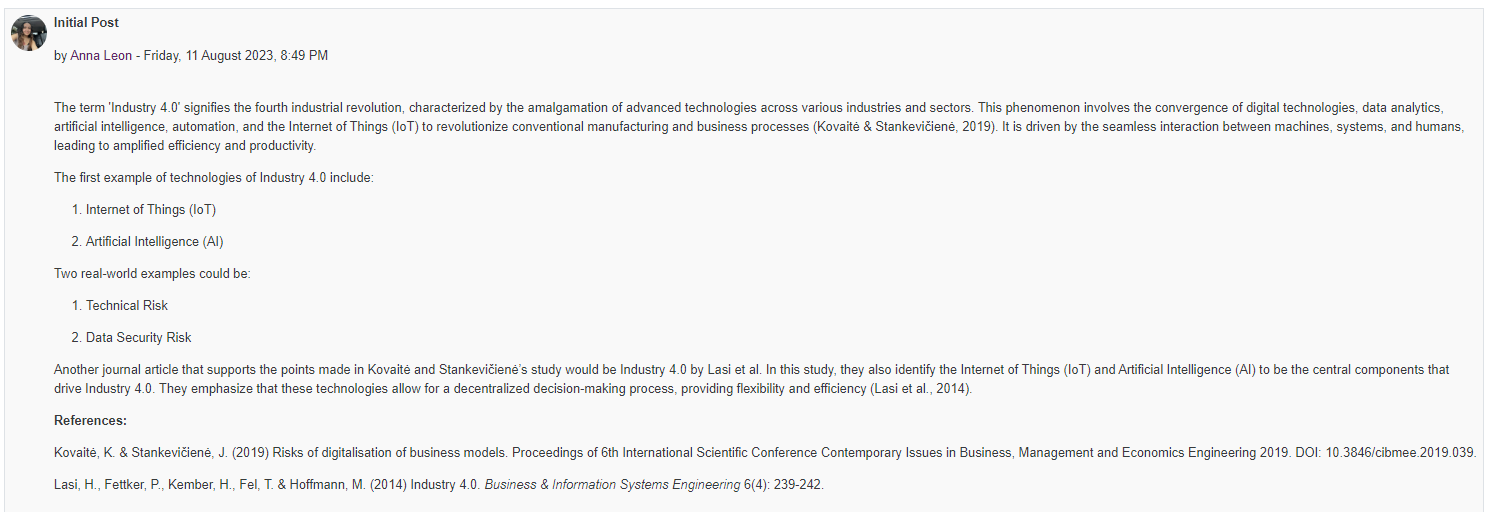 Initial Post
by Anna Leon - Friday, 11 August 2023, 8:49 PM
The term 'Industry 4.0' signifies the fourth industrial revolution, characterized by the amalgamation of advanced technologies across various industries and sectors. This phenomenon involves the convergence of digital technologies, data analytics,
artificial intelligence, automation, and the Internet of Things (IoT) to revolutionize conventional manufacturing and business processes (Kovaitė & Stankevičienė, 2019). It is driven by the seamless interaction between machines, systems, and humans,
leading to amplified efficiency and productivity.
The first example of technologies of Industry 4.0 include:
1. Internet of Things (IoT)
2. Artificial Intelligence (AI)
Two real-world examples could be:
1. Technical Risk
2. Data Security Risk
Another journal article that supports the points made in Kovaitė and Stankevičienė's study would be Industry 4.0 by Lasi et al. In this study, they also identify the Internet of Things (IoT) and Artificial Intelligence (AI) to be the central components that
drive Industry 4.0. They emphasize that these technologies allow for a decentralized decision-making process, providing flexibility and efficiency (Lasi et al., 2014).
References:
Kovaitė, K. & Stankevičienė, J. (2019) Risks of digitalisation of business models. Proceedings of 6th International Scientific Conference Contemporary Issues in Business, Management and Economics Engineering 2019. DOI: 10.3846/cibmee.2019.039.
Lasi, H., Fettker, P., Kember, H., Fel, T. & Hoffmann, M. (2014) Industry 4.0. Business & Information Systems Engineering 6(4): 239-242.